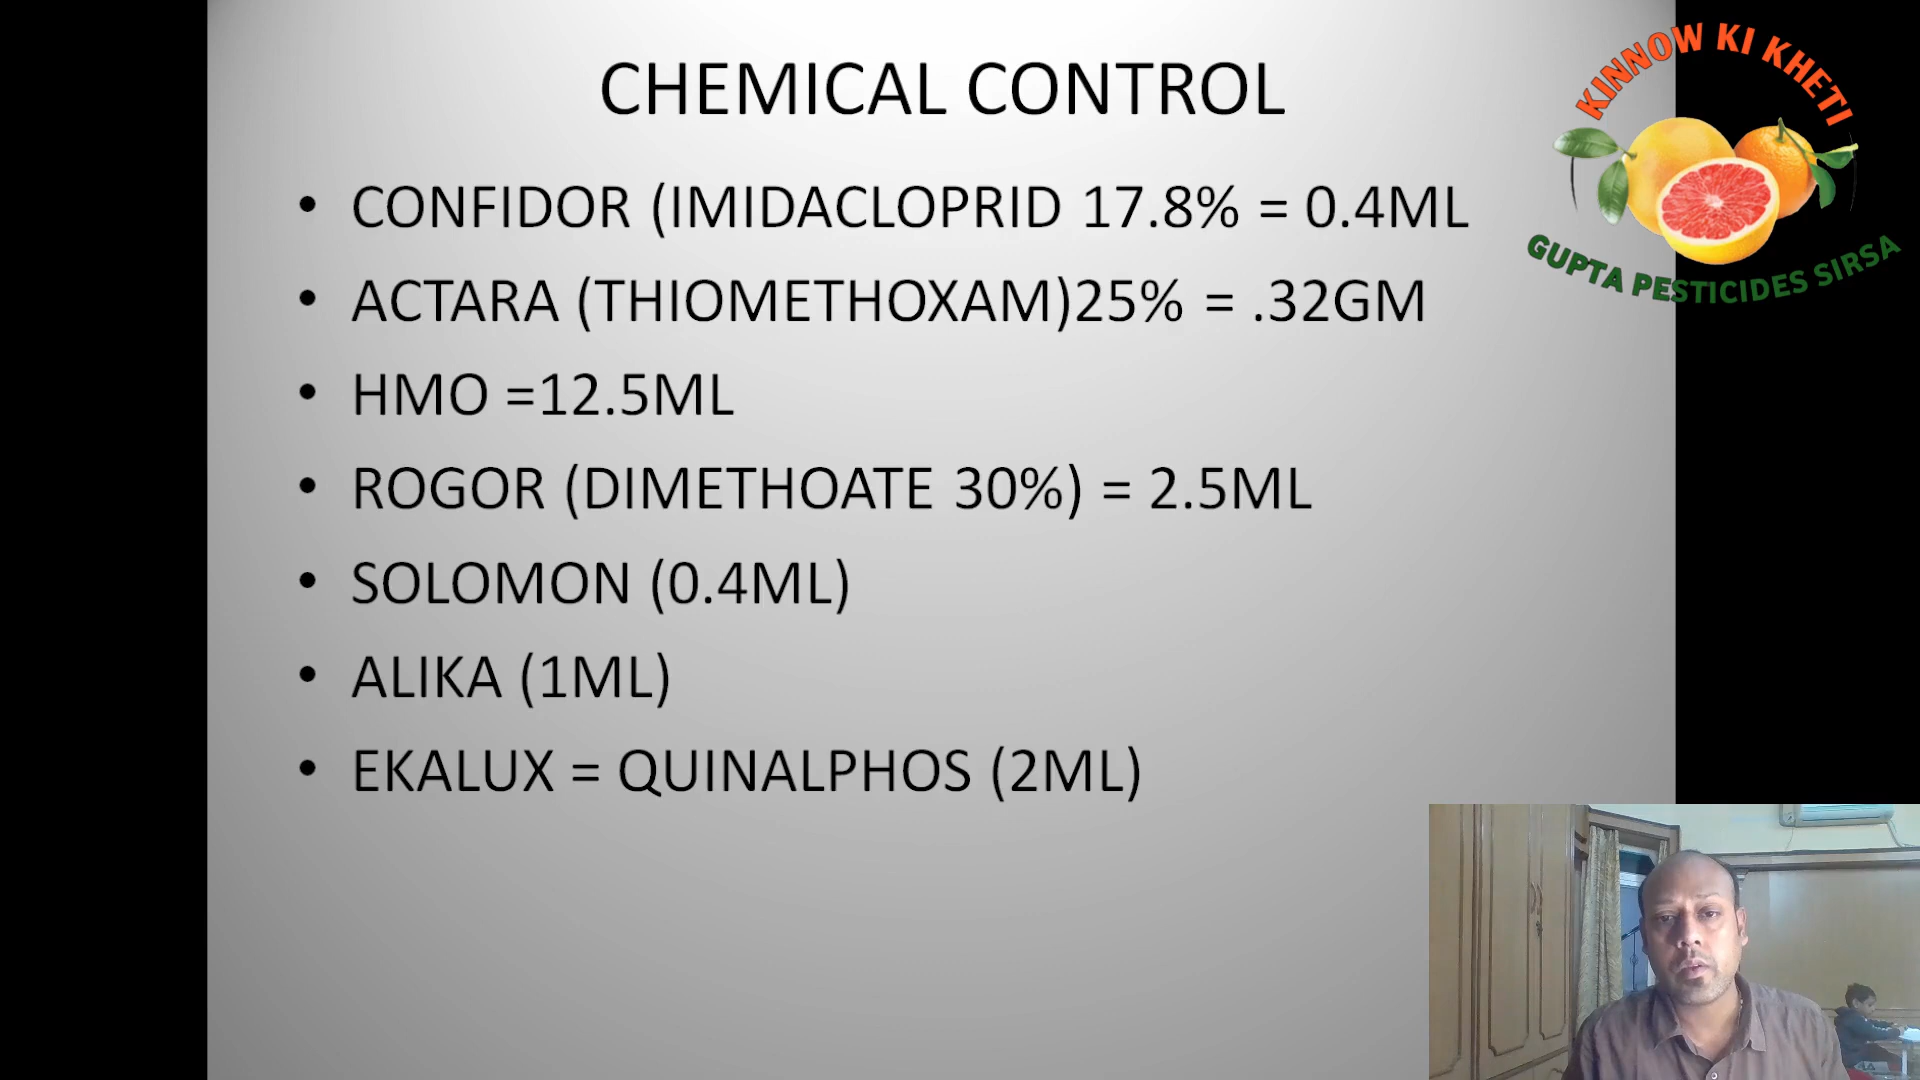 CHEMICAL CONTROL
KINNOW KI KHETI
GUPTA PESTICIDES SIRSA
• CONFIDOR (IMIDACLOPRID 17.8% = 0.4ML
• ACTARA (THIOMETHOXAM)25% = .32GM
• HMO =12.5ML
• ROGOR (DIMETHOATE 30%) = 2.5ML
• SOLOMON (0.4ML)
• ALIKA (1ML)
• EKALUX = QUINALPHOS (2ML)